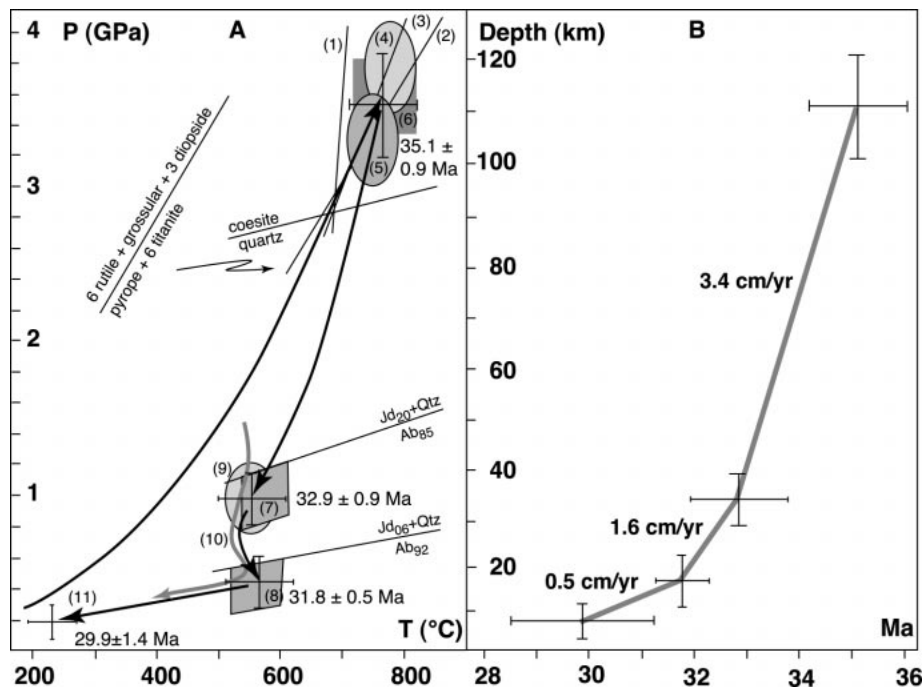 4 P (GPa) A
(1)
(4)
(3)
(2)
(6)
(5)
35.1 ±
0.9 Ma
3
coesite
quartz
6 rutile + grossular + 3 diopside
pyrope + 6 titanite
2
Jd20+Qtz
Ab85
(9)
1
(7)
32.9 ± 0.9 Ma
(10)
Jd06+Qtz
Ab92
(8)
31.8 ± 0.5 Ma
(11)
29.9±1.4 Ma
T (°C)
200 400 600 800
Depth (km) B
120
100
80
60
40
20
3.4 cm/yr
1.6 cm/yr
0.5 cm/yr
Ma
28 30 32 34 36